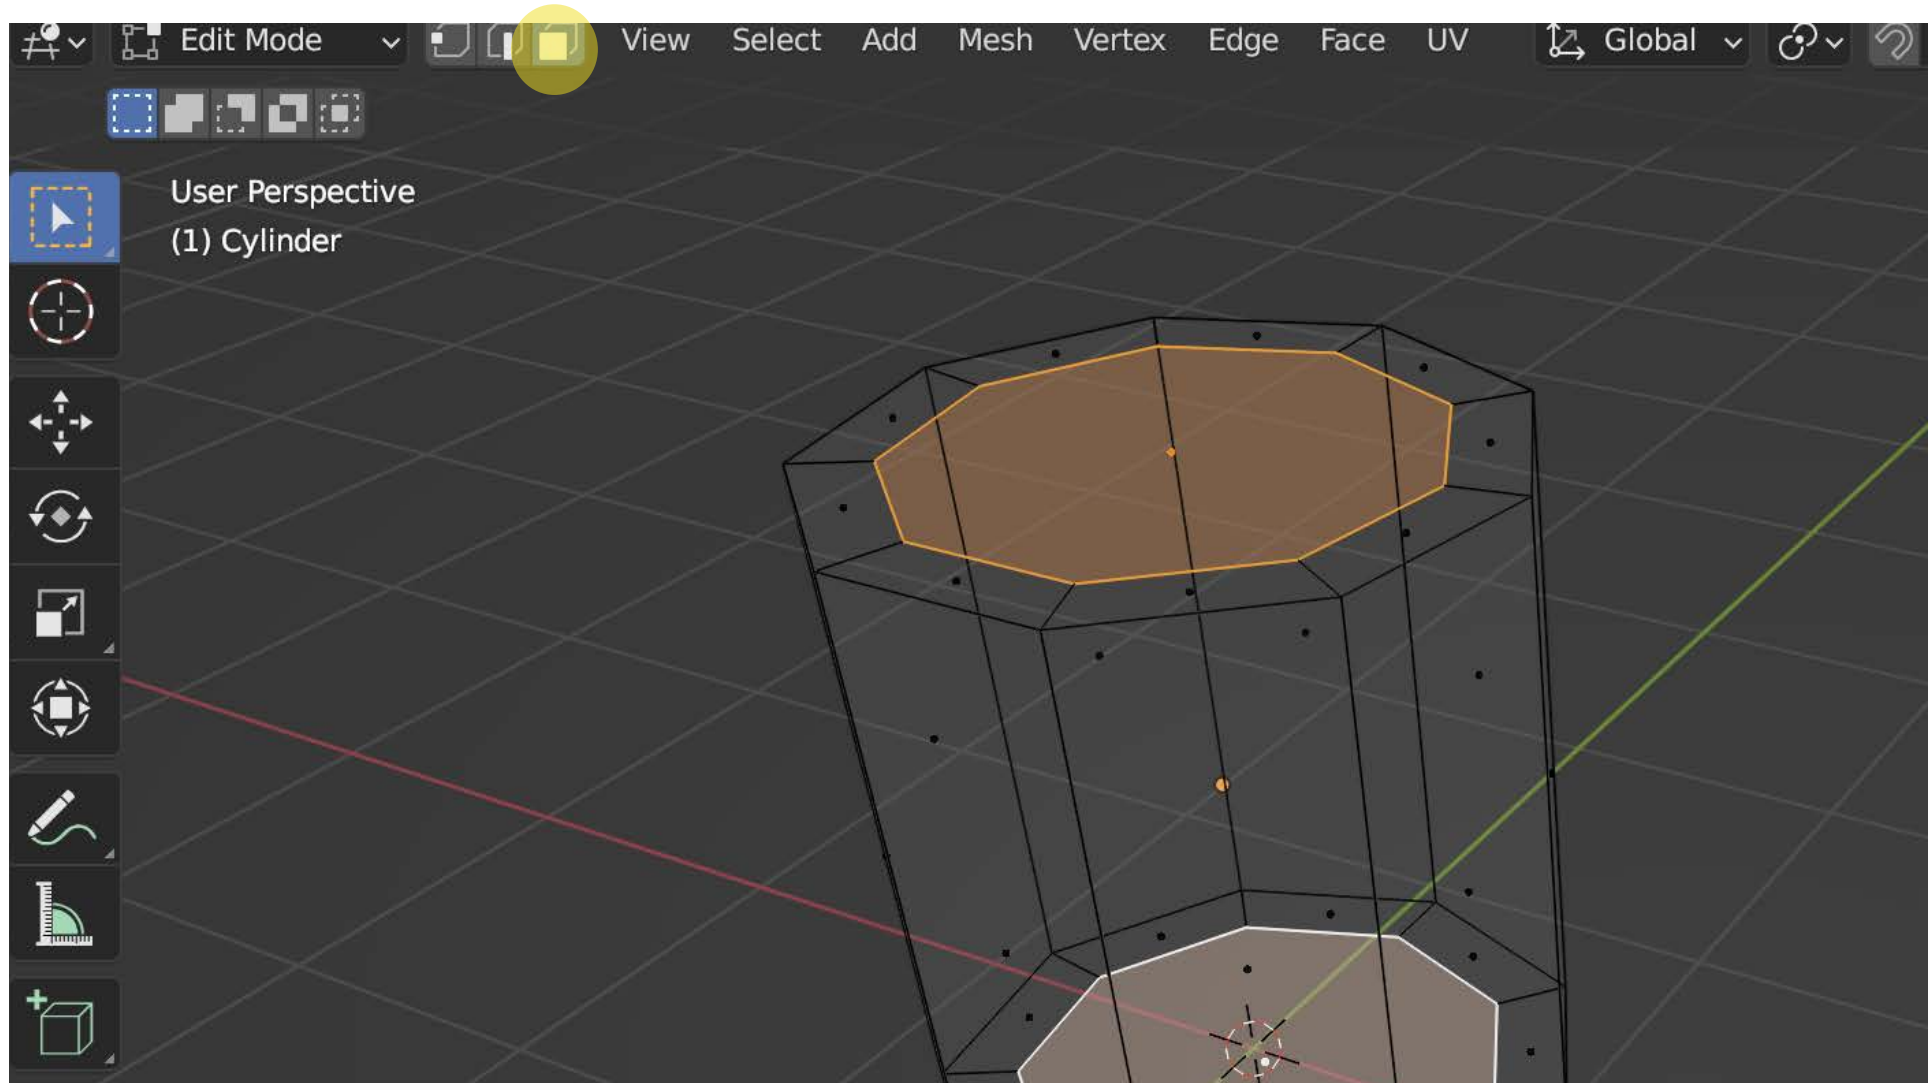 Edit Mode View Select Add Mesh Vertex Edge Face UV Global
User Perspective
(1) Cylinder